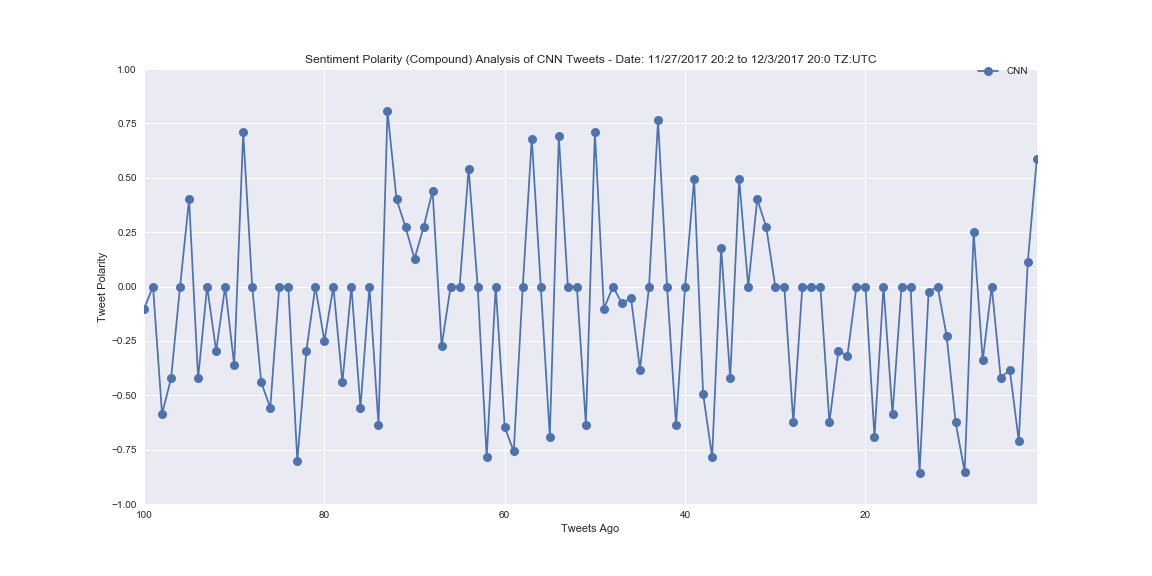 Sentiment Polarity (Compound) Analysis of CNN Tweets - Date: 11/27/2017 20:2 to 12/3/2017 20:0 TZ:UTC
CNN
Tweet Polarity
1.00
0.75
0.50
0.25
0.00
−0.25
−0.50
−0.75
−1.00
100 80 60 40 20
Tweets Ago